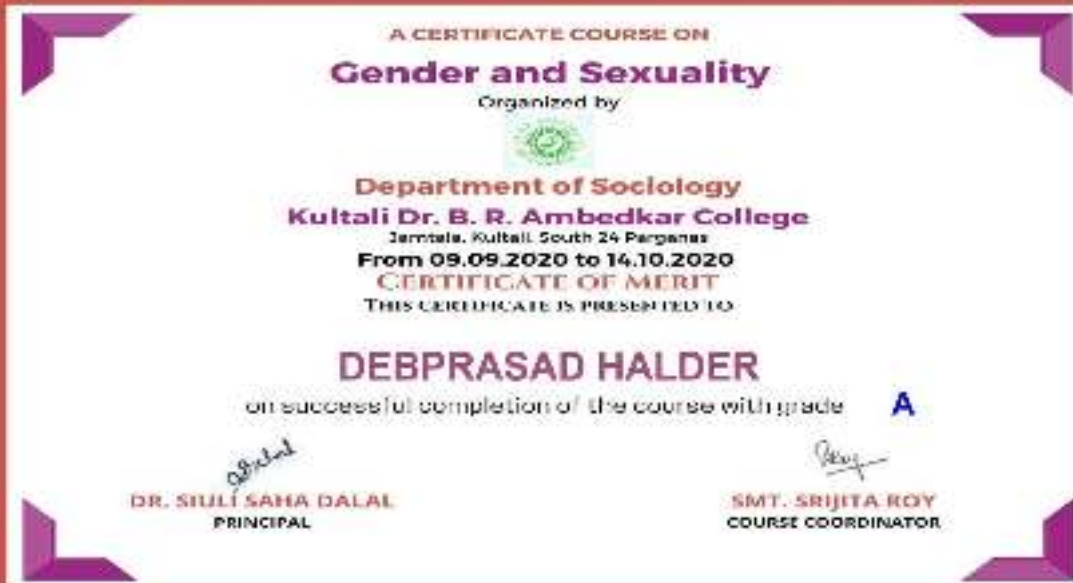 A CERTIFICATE COURSE ON
Gender and Sexuality
Organized by
Department of Sociology
Kultali Dr. B. R. Ambedkar College
Jamtala, Kultali, South 24 Parganas
From 09.09.2020 to 14.10.2020
CERTIFICATE OF MERIT
THIS CERTIFICATE IS PRESENTED TO
DEBPRASAD HALDER
on successful completion of the course with grade A
DR. SIULI SAHA DALAL
PRINCIPAL
SMT. SRIJITA ROY
COURSE COORDINATOR